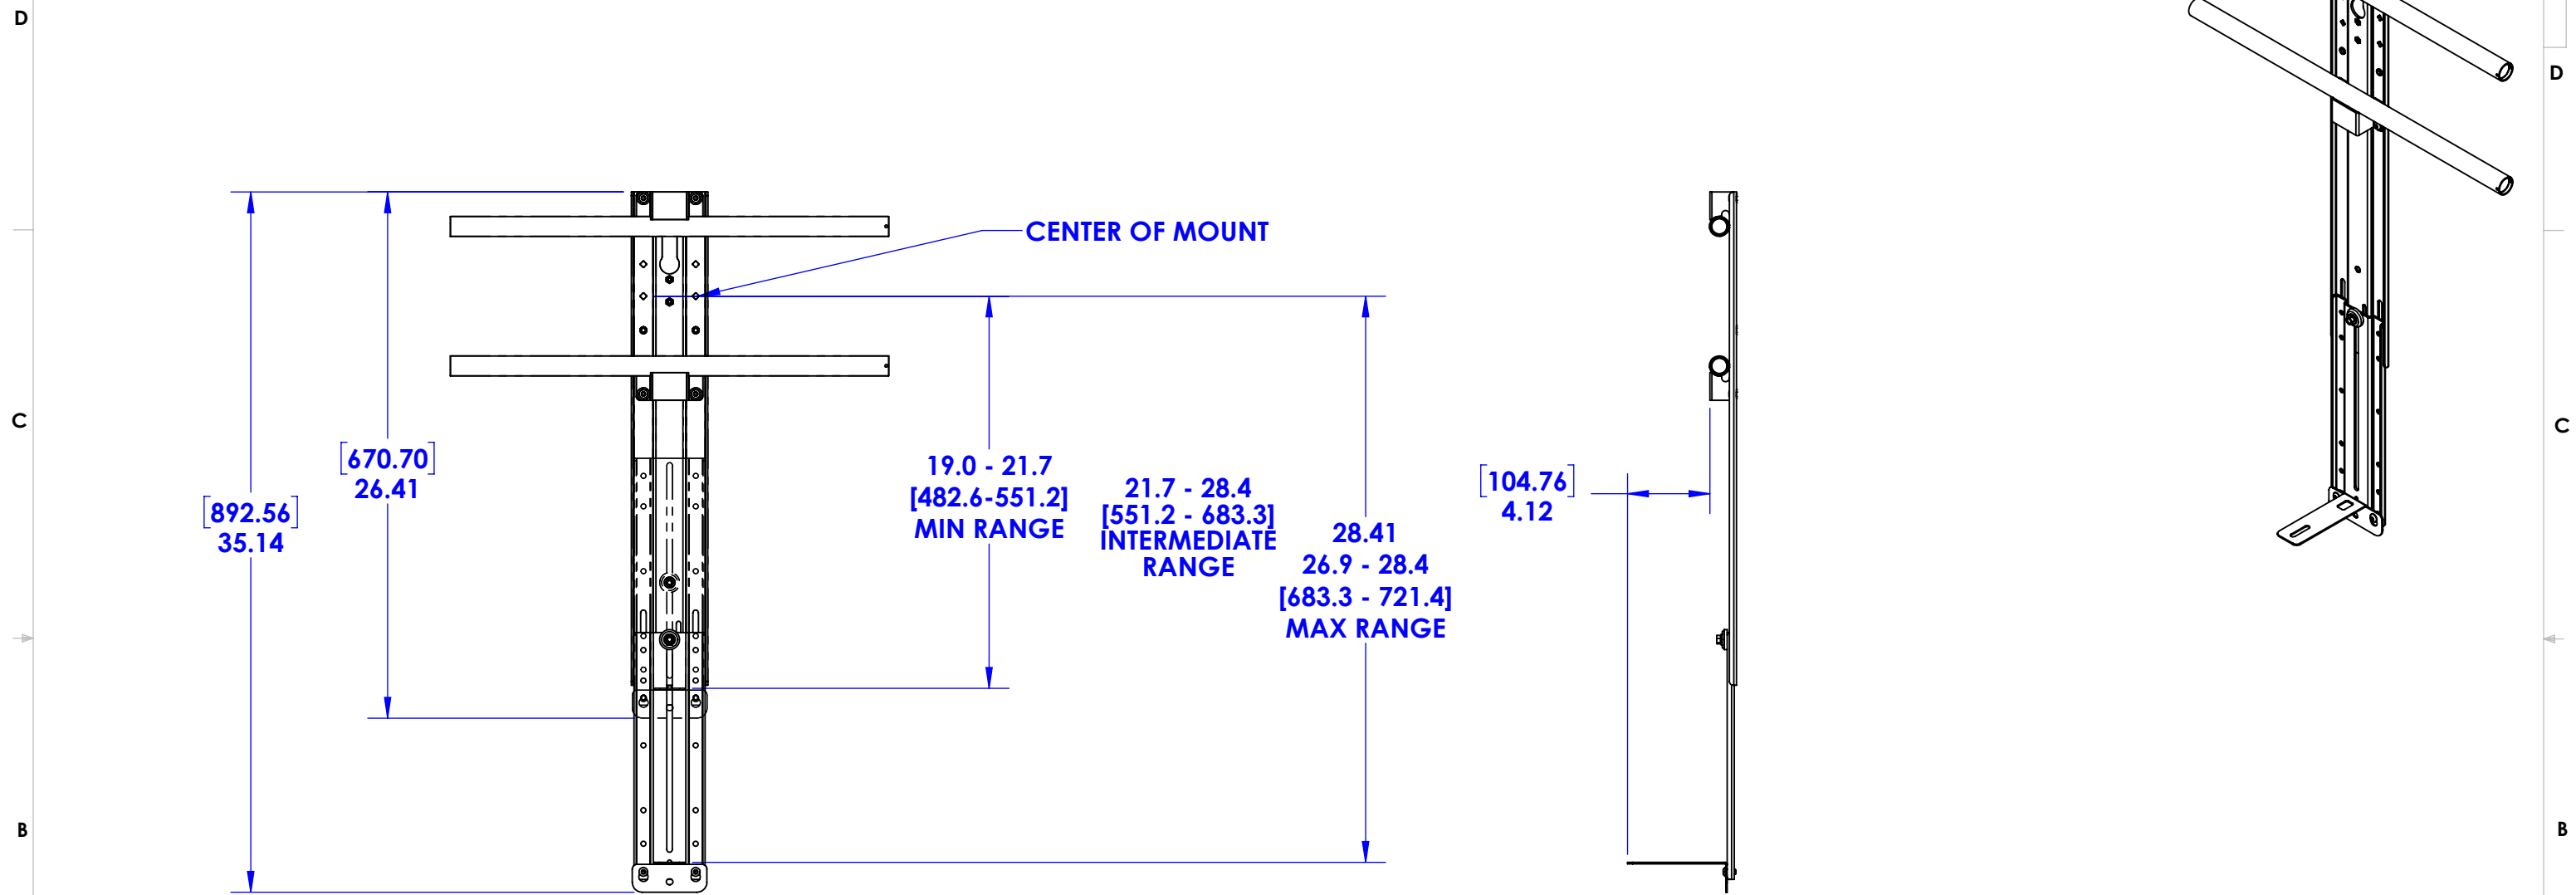 D
D
CENTER OF MOUNT
C
C
[670.70]
26.41
[892.56]
35.14
19.0 - 21.7
[482.6-551.2]
MIN RANGE
21.7 - 28.4
[551.2 - 683.3]
INTERMEDIATE
RANGE
28.41
26.9 - 28.4
[683.3 - 721.4]
MAX RANGE
[104.76]
4.12
B
B